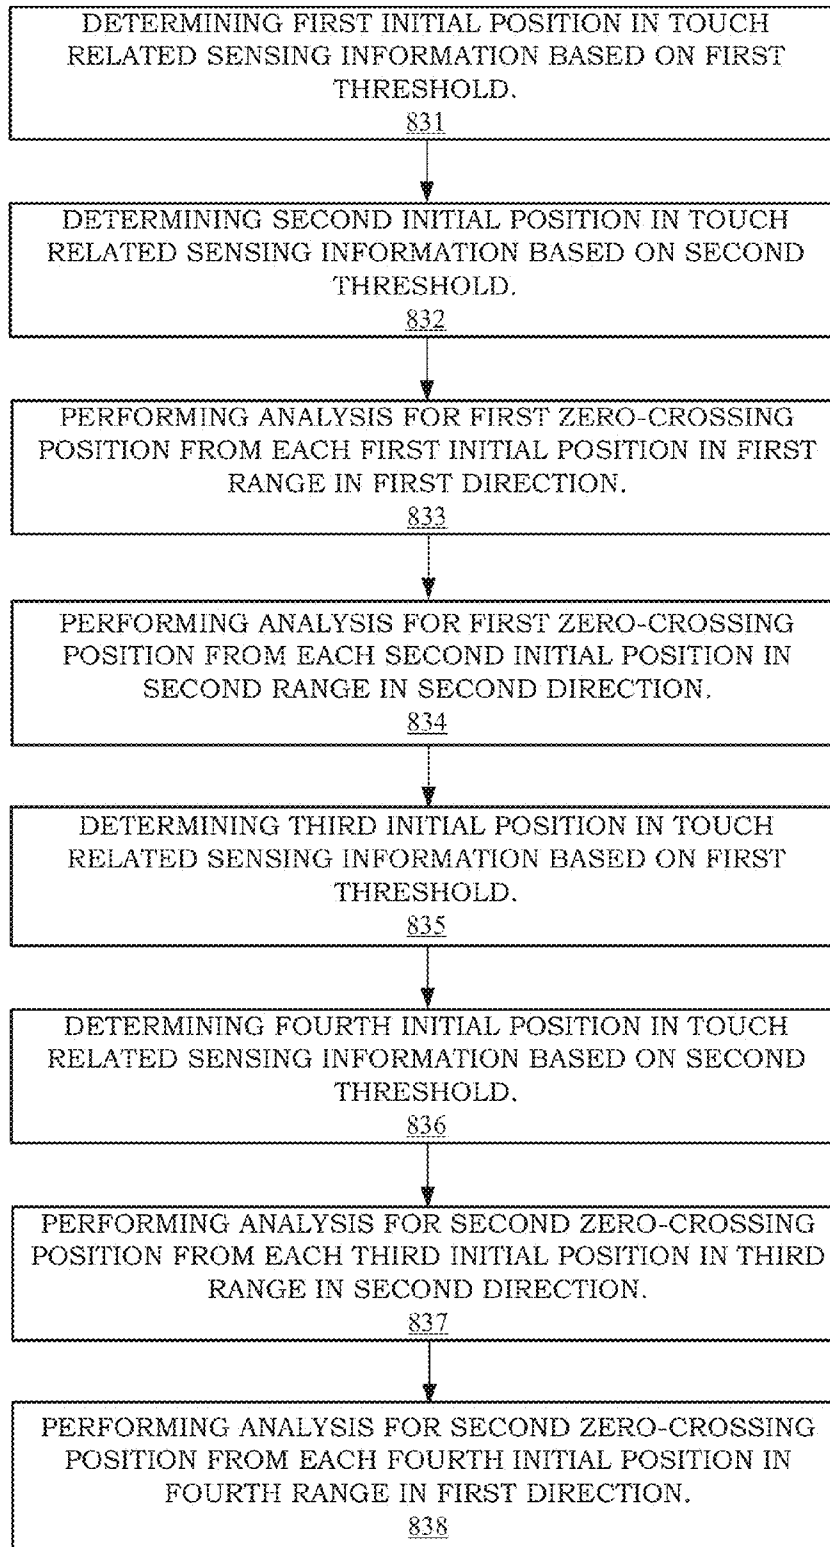 DETERMINING FIRST INITIAL POSITION IN TOUCH
RELATED SENSING INFORMATION BASED ON FIRST
THRESHOLD.
831
DETERMINING SECOND INITIAL POSITION IN TOUCH
RELATED SENSING INFORMATION BASED ON SECOND
THRESHOLD.
832
PERFORMING ANALYSIS FOR FIRST ZERO-CROSSING
POSITION FROM EACH FIRST INITIAL POSITION IN FIRST
RANGE IN FIRST DIRECTION.
833
PERFORMING ANALYSIS FOR FIRST ZERO-CROSSING
POSITION FROM EACH SECOND INITIAL POSITION IN
SECOND RANGE IN SECOND DIRECTION.
834
DETERMINING THIRD INITIAL POSITION IN TOUCH
RELATED SENSING INFORMATION BASED ON FIRST
THRESHOLD.
835
DETERMINING FOURTH INITIAL POSITION IN TOUCH
RELATED SENSING INFORMATION BASED ON SECOND
THRESHOLD.
836
PERFORMING ANALYSIS FOR SECOND ZERO-CROSSING
POSITION FROM EACH THIRD INITIAL POSITION IN THIRD
RANGE IN SECOND DIRECTION.
837
PERFORMING ANALYSIS FOR SECOND ZERO-CROSSING
POSITION FROM EACH FOURTH INITIAL POSITION IN
FOURTH RANGE IN FIRST DIRECTION.
838